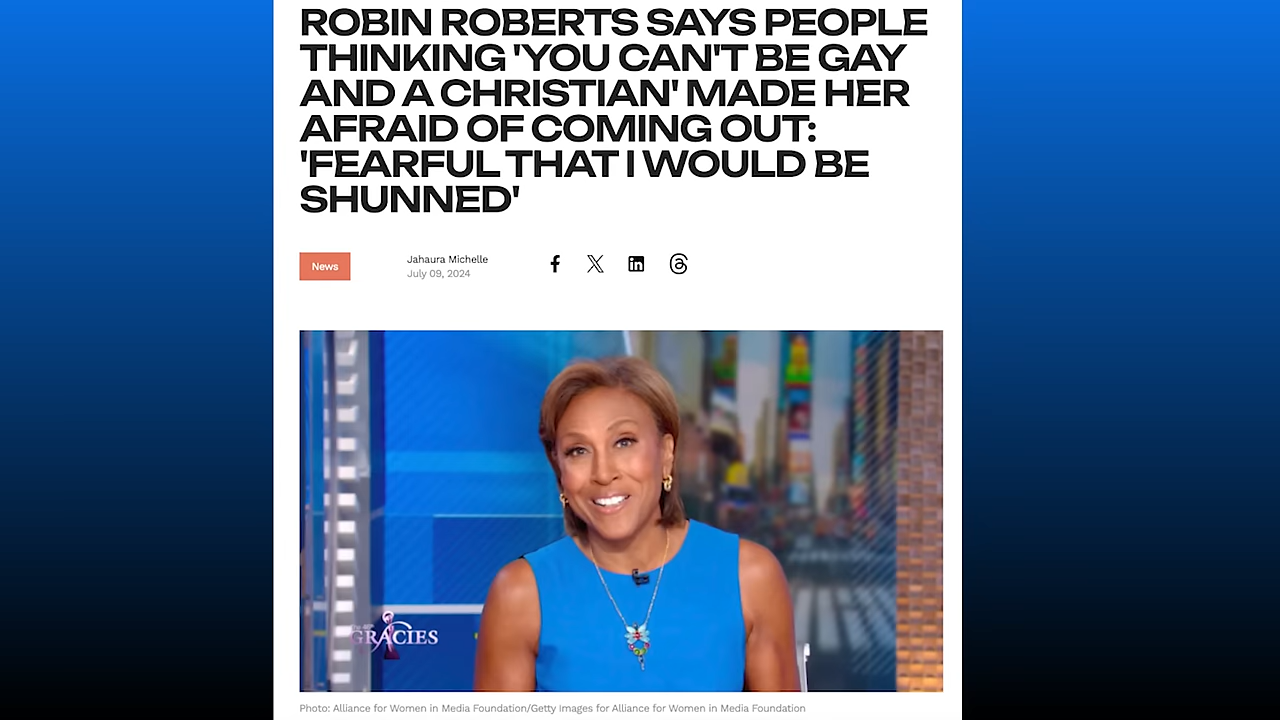 ROBIN ROBERTS SAYS PEOPLE
THINKING 'YOU CAN'T BE GAY
AND A CHRISTIAN' MADE HER
AFRAID OF COMING OUT:
'FEARFUL THAT I WOULD BE
SHUNNED'
News
Jahaura Michelle
July 09, 2024
the 46th
GRACIES
Photo: Alliance for Women in Media Foundation/Getty Images for Alliance for Women in Media Foundation